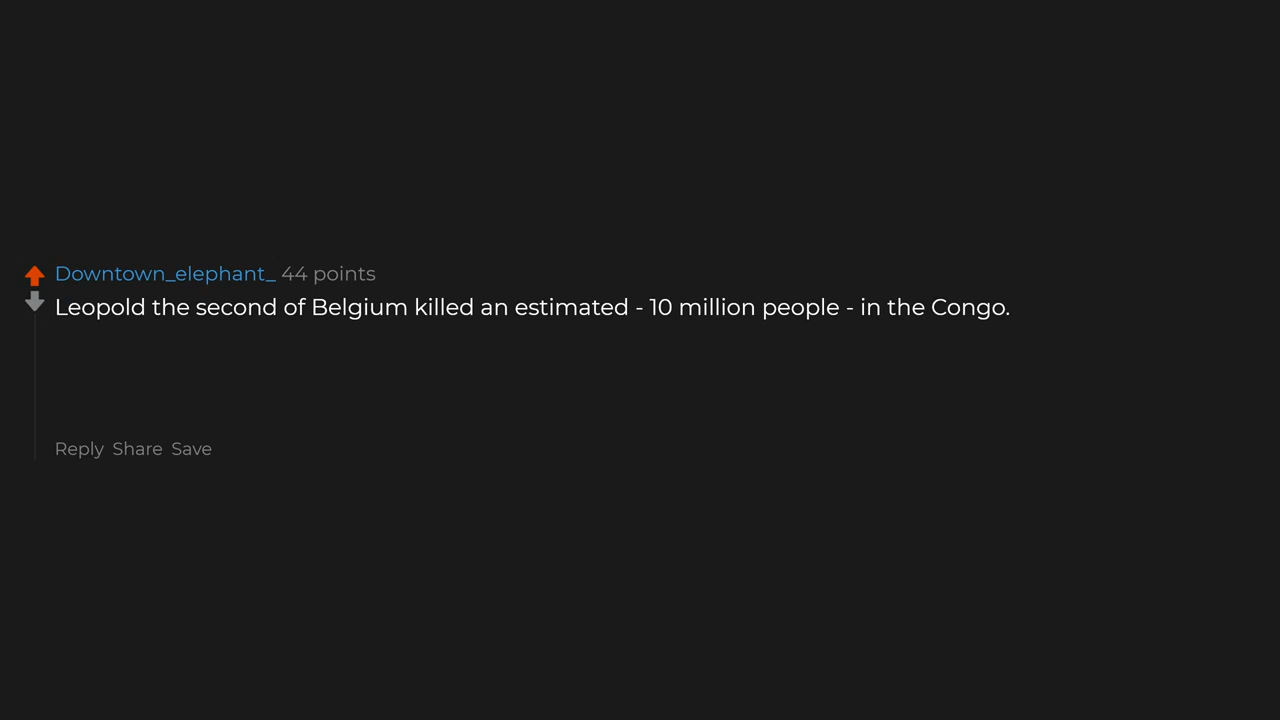 Downtown_elephant_ 44 points
Leopold the second of Belgium killed an estimated - 10 million people - in the Congo.
Reply Share Save